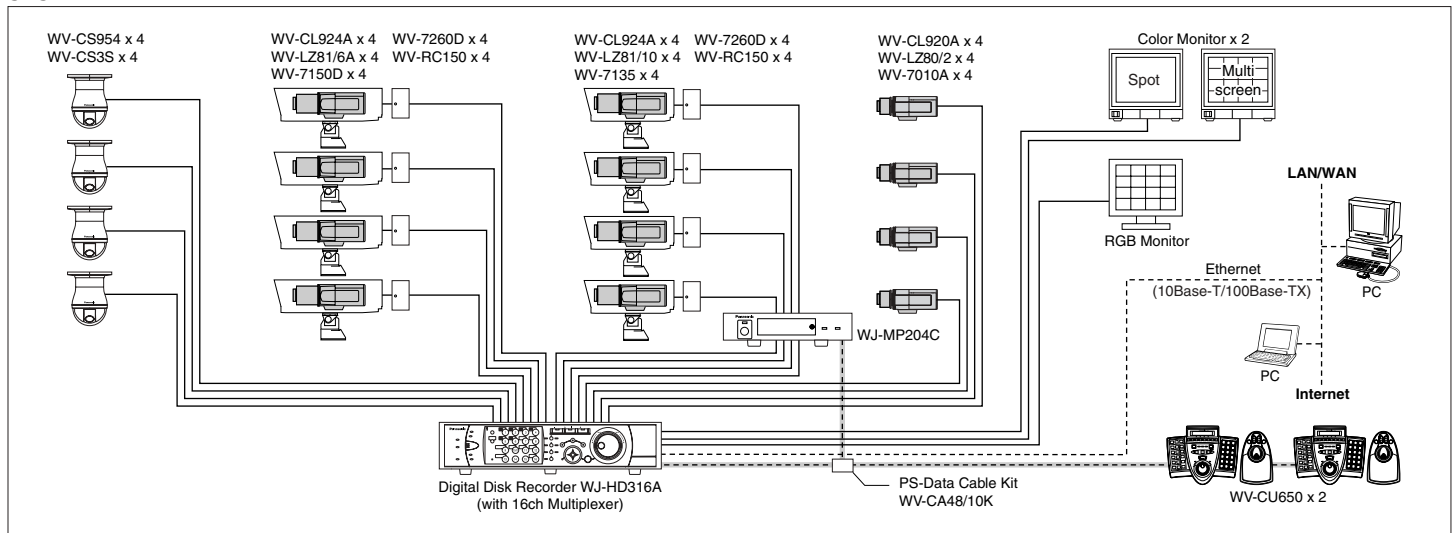 WV-CS954 x 4
WV-CS3S x 4
WV-CL924A x 4 WV-7260D x 4
WV-LZ81/6A x 4 WV-RC150 x 4
WV-7150D x 4
WV-CL924A x 4 WV-7260D x 4
WV-LZ81/10 x 4 WV-RC150 x 4
WV-7135 x 4
WV-CL920A x 4
WV-LZ80/2 x 4
WV-7010A x 4
Color Monitor x 2
Spot
Multi
screen
RGB Monitor
LAN/WAN
PC
Ethernet
(10Base-T/100Base-TX)
PC
Internet
Panasonic
WJ-MP204C
Panasonic
Digital Disk Recorder WJ-HD316A
(with 16ch Multiplexer)
PS-Data Cable Kit
WV-CA48/10K
WV-CU650 x 2